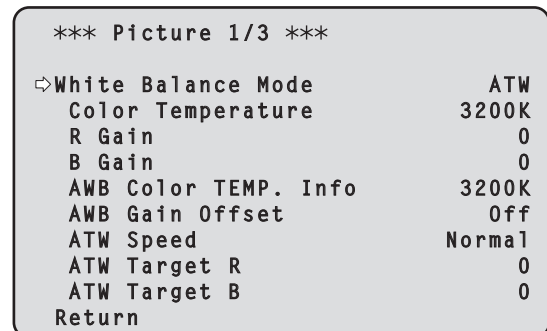 *** Picture 1/3 ***
⇨White Balance Mode ATW
Color Temperature 3200K
R Gain 0
B Gain 0
AWB Color TEMP. Info 3200K
AWB Gain Offset Off
ATW Speed Normal
ATW Target R 0
ATW Target B 0
Return